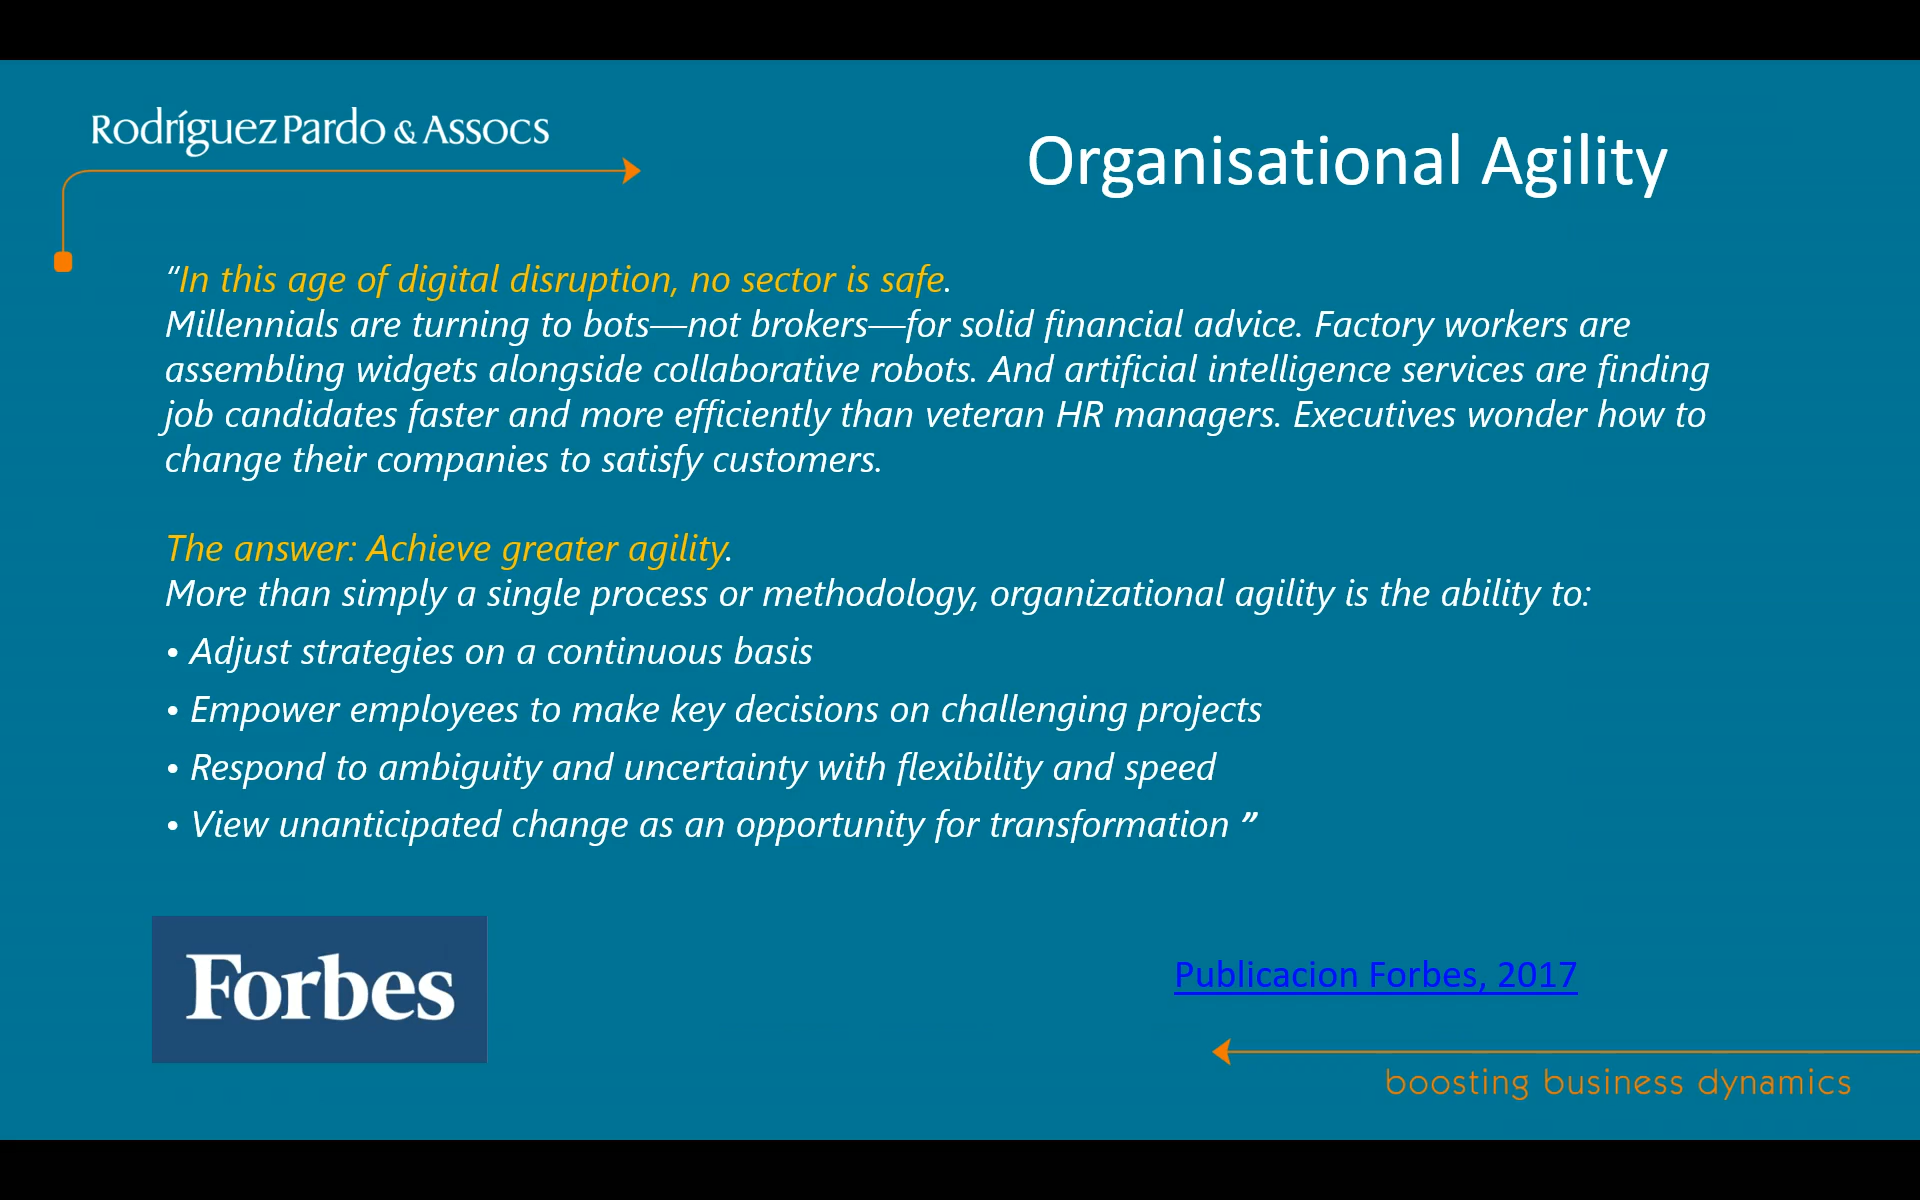 Rodríguez Pardo & Assocs
Organisational Agility
“In this age of digital disruption, no sector is safe.
Millennials are turning to bots—not brokers—for solid financial advice. Factory workers are
assembling widgets alongside collaborative robots. And artificial intelligence services are finding
job candidates faster and more efficiently than veteran HR managers. Executives wonder how to
change their companies to satisfy customers.
The answer: Achieve greater agility.
More than simply a single process or methodology, organizational agility is the ability to:
• Adjust strategies on a continuous basis
• Empower employees to make key decisions on challenging projects
• Respond to ambiguity and uncertainty with flexibility and speed
• View unanticipated change as an opportunity for transformation ”
Forbes
Publicacion Forbes, 2017
boosting business dynamics